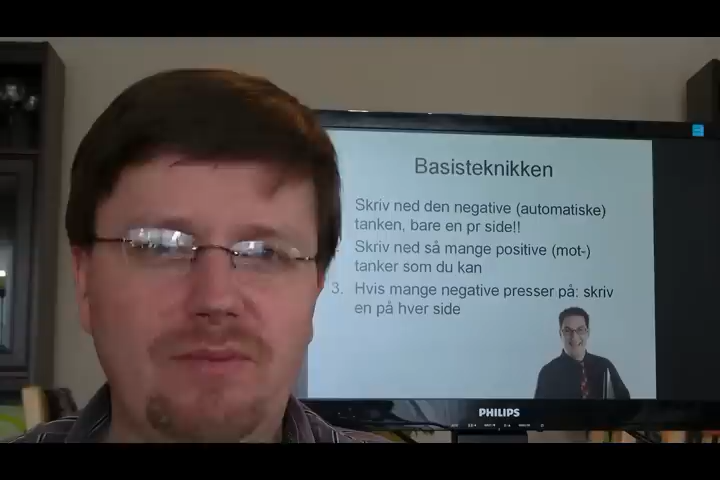 Basisteknikken
Skriv ned den negative (automatiske)
tanken, bare en pr side!!
Skriv ned så mange positive (mot-)
tanker som du kan
3. Hvis mange negative presser på: skriv
en på hver side
PHILIPS